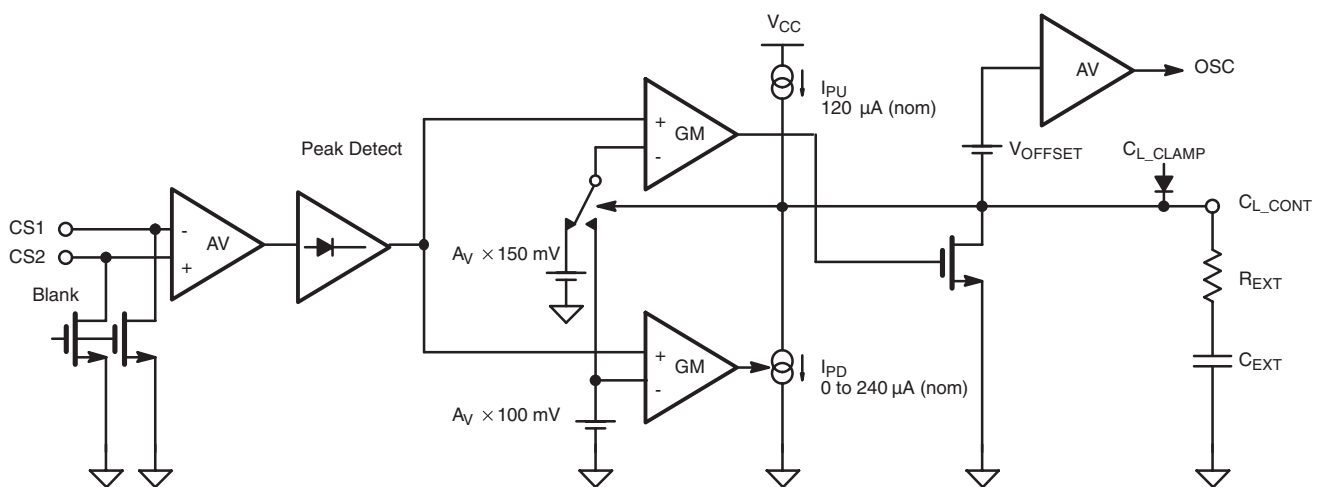 V_CC
I_PU
120 µA (nom)
AV
OSC
+
GM
-
Peak Detect
V_OFFSET
C_L_CLAMP
C_L_CONT
CS1
CS2
-
AV
+
A_V × 150 mV
Blank
R_EXT
+
GM
-
I_PD
0 to 240 µA (nom)
C_EXT
A_V × 100 mV